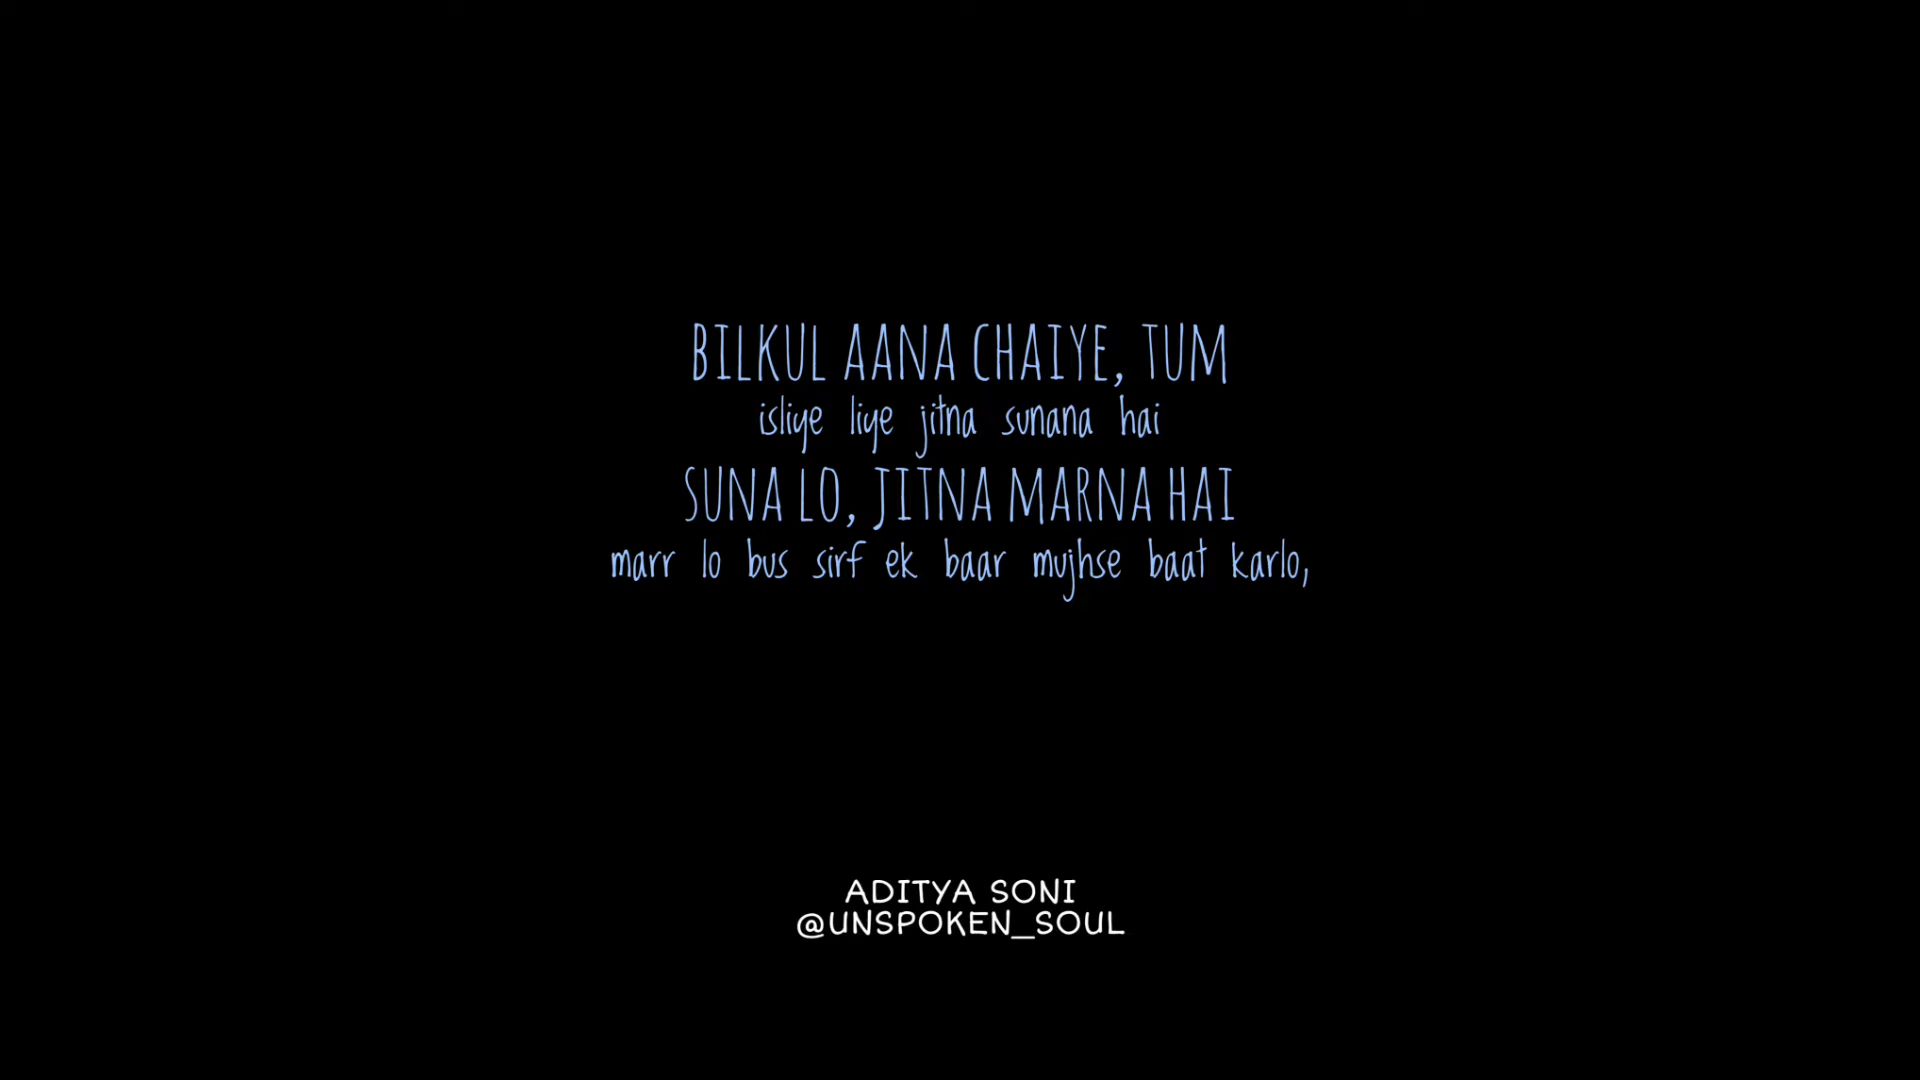 BILKUL AANA CHAIYE, TUM
isliye liye jitna sunana hai
SUNA LO, JITNA MARNA HAI
marr lo bus sirf ek baar mujhse baat karlo,
ADITYA SONI
@UNSPOKEN_SOUL